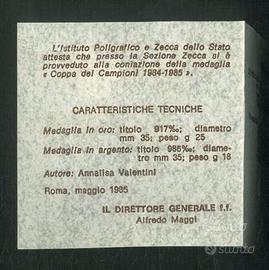 L'Istituto Poligrafico e Zecca dello Stato
attesta che presso la Sezione Zecca si è
provveduto alla coniazione della medaglia
« Coppa dei Campioni 1984-1985 ».
CARATTERISTICHE TECNICHE
Medaglia in oro: titolo 917‰; diametro
mm 35; peso g 25
Medaglia in argento: titolo 986‰; diame-
tro mm 35; peso g 18
Autore: Annalisa Valentini
Roma, maggio 1985
IL DIRETTORE GENERALE f.f.
Alfredo Maggi
subito